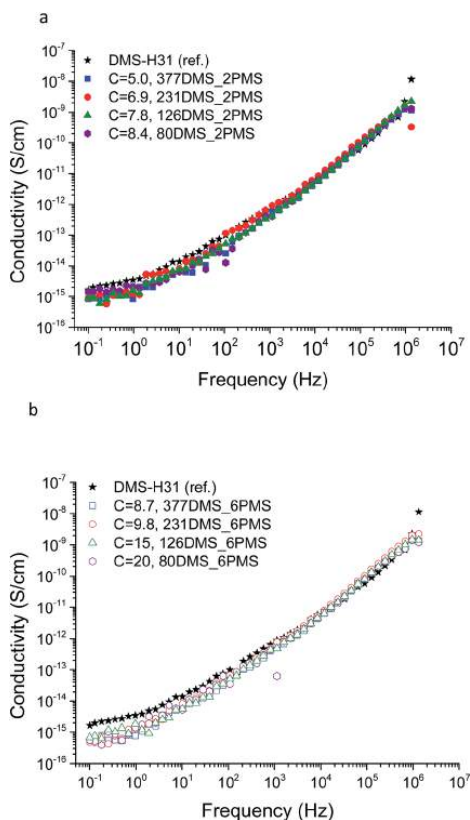 a
10⁻⁷
10⁻⁸
10⁻⁹
10⁻¹⁰
10⁻¹¹
10⁻¹²
10⁻¹³
10⁻¹⁴
10⁻¹⁵
10⁻¹⁶
Conductivity (S/cm)
DMS-H31 (ref.)
C=5.0, 377DMS_2PMS
C=6.9, 231DMS_2PMS
C=7.8, 126DMS_2PMS
C=8.4, 80DMS_2PMS
10⁻¹ 10⁰ 10¹ 10² 10³ 10⁴ 10⁵ 10⁶ 10⁷
Frequency (Hz)
b
10⁻⁷
10⁻⁸
10⁻⁹
10⁻¹⁰
10⁻¹¹
10⁻¹²
10⁻¹³
10⁻¹⁴
10⁻¹⁵
10⁻¹⁶
Conductivity (S/cm)
DMS-H31 (ref.)
C=8.7, 377DMS_6PMS
C=9.8, 231DMS_6PMS
C=15, 126DMS_6PMS
C=20, 80DMS_6PMS
10⁻¹ 10⁰ 10¹ 10² 10³ 10⁴ 10⁵ 10⁶ 10⁷
Frequency (Hz)